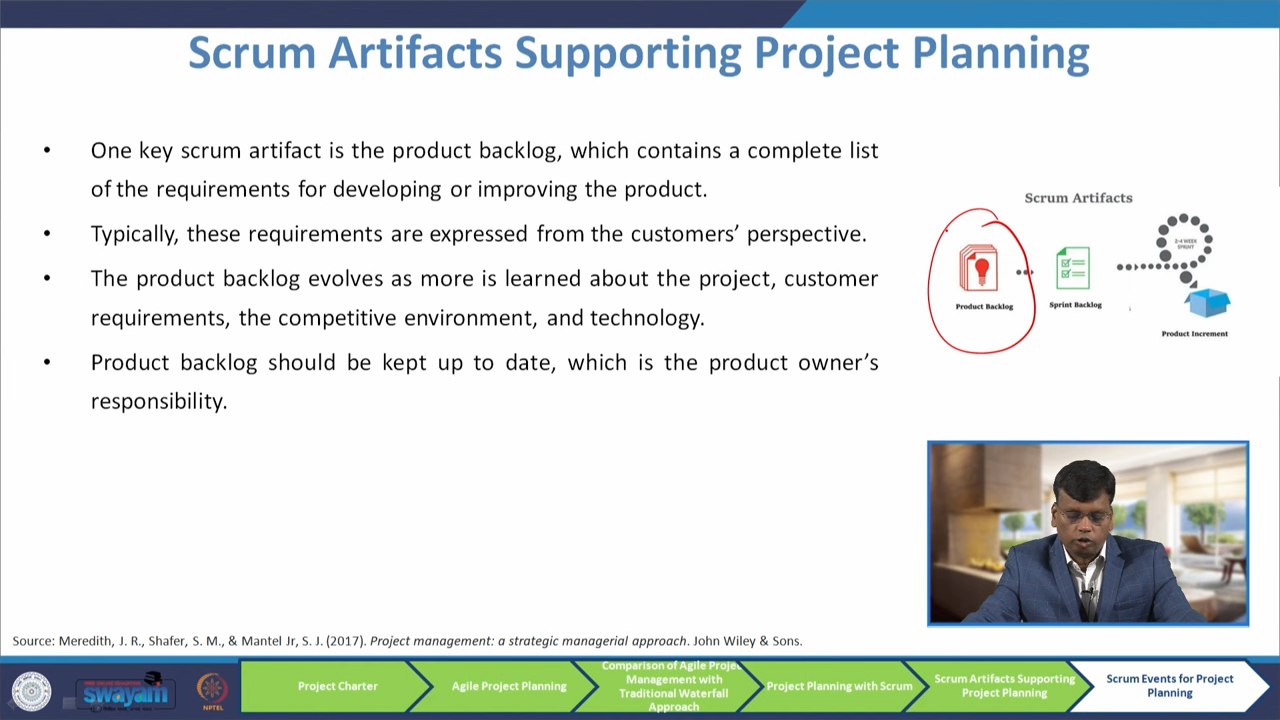 Scrum Artifacts Supporting Project Planning
• One key scrum artifact is the product backlog, which contains a complete list
of the requirements for developing or improving the product.
• Typically, these requirements are expressed from the customers’ perspective.
• The product backlog evolves as more is learned about the project, customer
requirements, the competitive environment, and technology.
• Product backlog should be kept up to date, which is the product owner’s
responsibility.
Scrum Artifacts
2-4 WEEK
SPRINT
Product Backlog
Sprint Backlog
Product Increment
Source: Meredith, J. R., Shafer, S. M., & Mantel Jr, S. J. (2017). Project management: a strategic managerial approach. John Wiley & Sons.
swayam
NPTEL
Project Charter
Agile Project Planning
Comparison of Agile Projec
Management with
Traditional Waterfall
Approach
Project Planning with Scrum
Scrum Artifacts Supporting
Project Planning
Scrum Events for Project
Planning